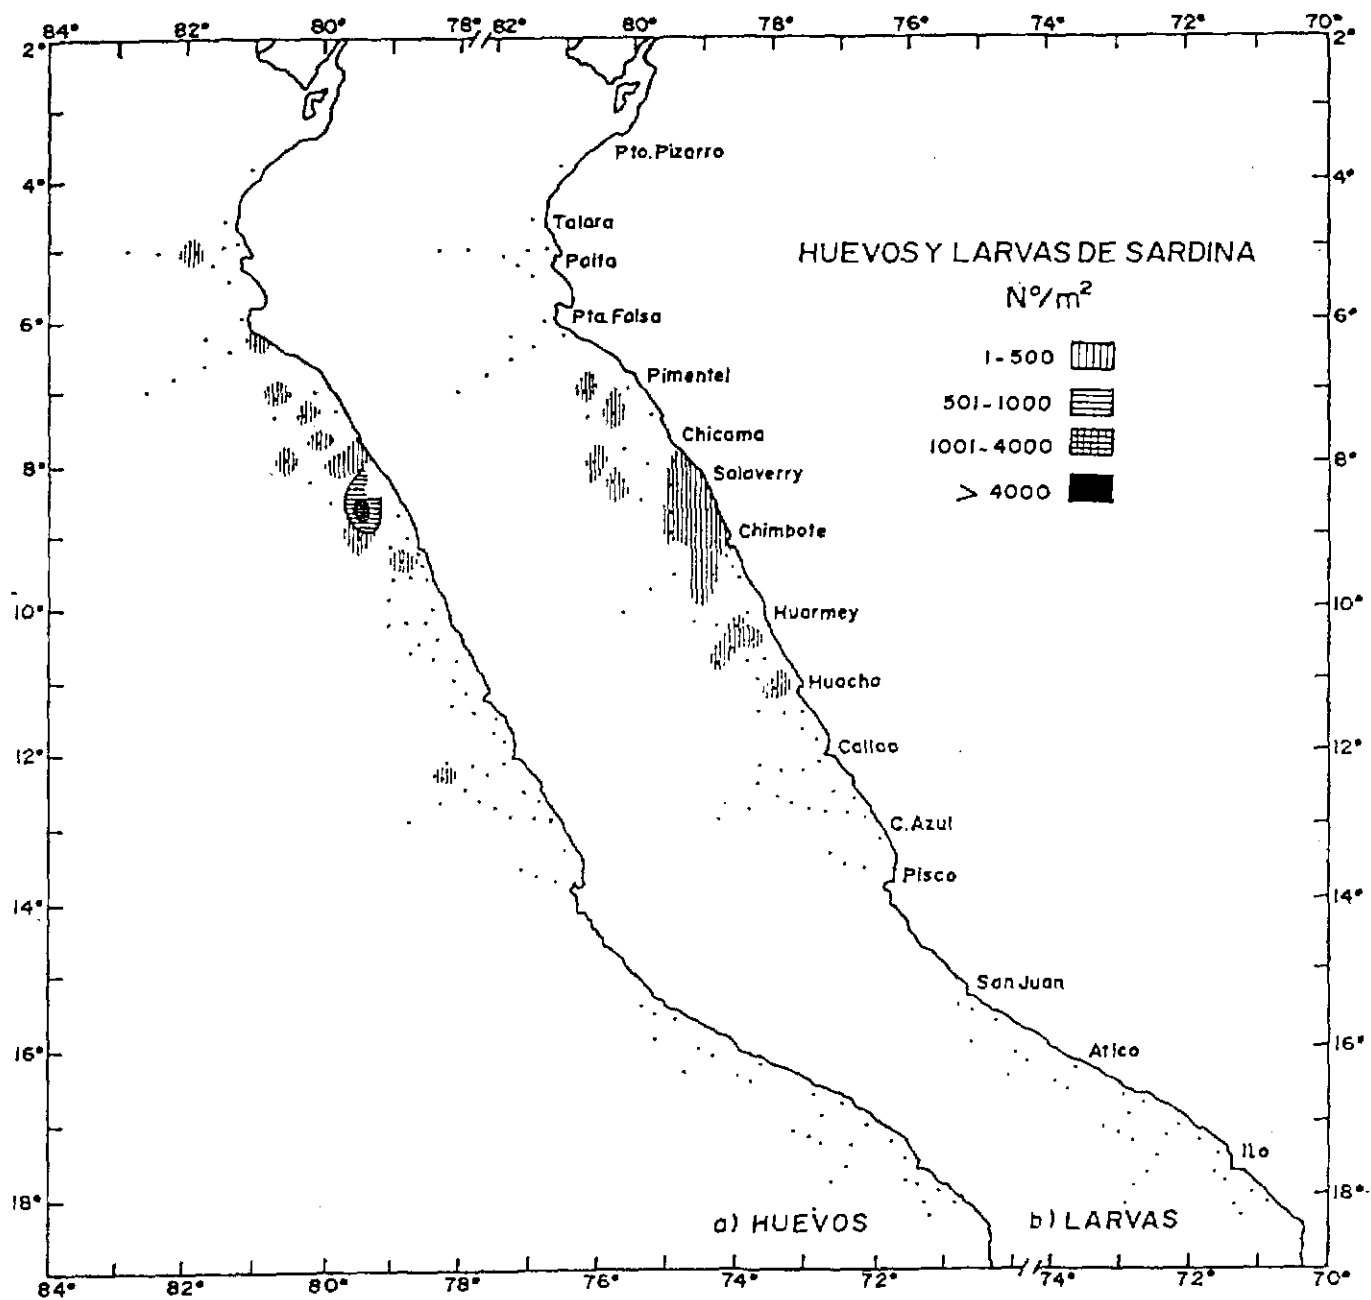 84° 82° 80° 78° 82 80° 78° 76° 74° 72° 70°
2° 2°
Pto. Pizarro
4° 4°
Talara
HUEVOS Y LARVAS DE SARDINA
Paita
N°/m²
Pta. Falsa
6° 6°
1-500
Pimentel
501-1000
Chicama
1001-4000
8° 8°
Salaverry
> 4000
Chimbote
10° 10°
Huarmey
Huacho
12° 12°
Callao
C. Azul
Pisco
14° 14°
San Juan
16° 16°
Atico
Ilo
18° 18°
a) HUEVOS b) LARVAS
84° 82° 80° 76° 74° 72° 74° 72° 70°